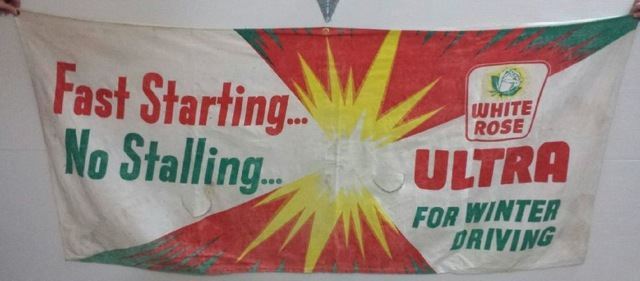 Fast Starting...
No Stalling...
WHITE
ROSE
ULTRA
FOR WINTER
DRIVING